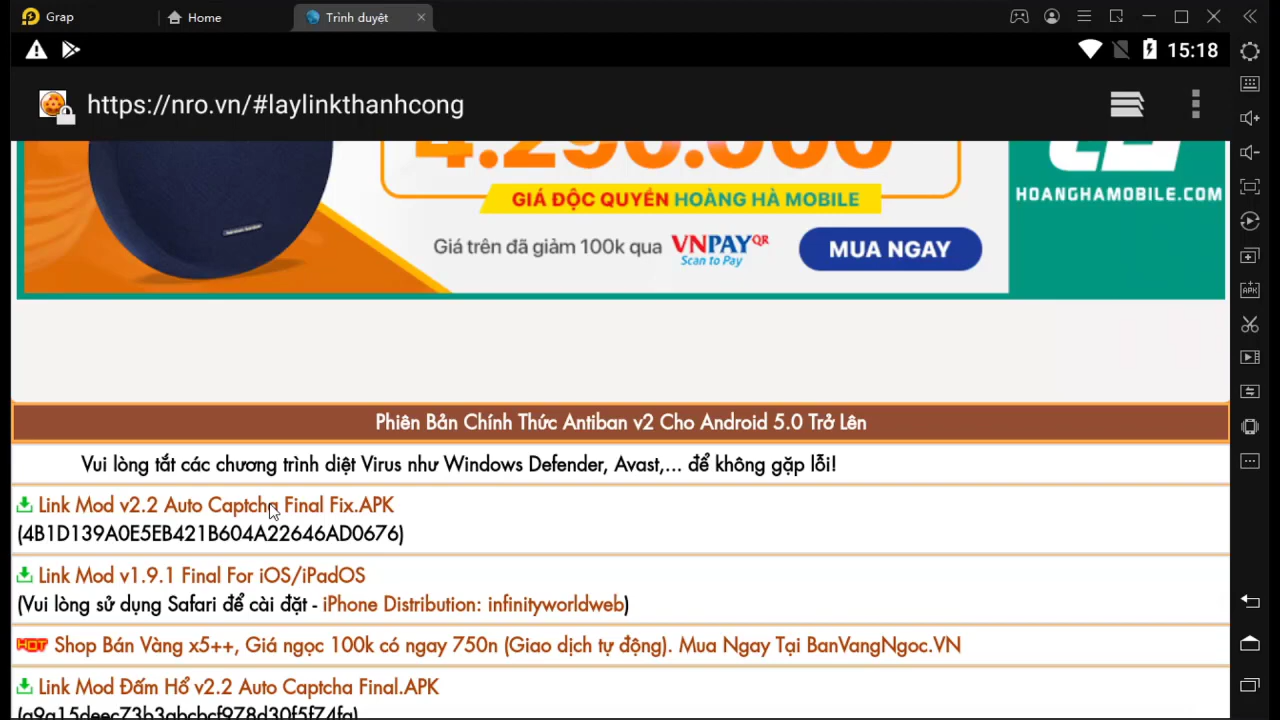 Grap
Home
Trình duyệt
15:18
https://nro.vn/#laylinkthanhcong
4.290.000
GIÁ ĐỘC QUYỀN HOÀNG HÀ MOBILE
HOANGHAMOBILE.COM
Giá trên đã giảm 100k qua VNPAYQR
Scan to Pay
MUA NGAY
APK
Phiên Bản Chính Thức Antiban v2 Cho Android 5.0 Trở Lên
Vui lòng tắt các chương trình diệt Virus như Windows Defender, Avast,... để không gặp lỗi!
Link Mod v2.2 Auto Captcha Final Fix.APK
(4B1D139A0E5EB421B604A22646AD0676)
Link Mod v1.9.1 Final For iOS/iPadOS
(Vui lòng sử dụng Safari để cài đặt - iPhone Distribution: infinityworldweb)
HOT Shop Bán Vàng x5++, Giá ngọc 100k có ngay 750n (Giao dịch tự động). Mua Ngay Tại BanVangNgoc.VN
Link Mod Đấm Hổ v2.2 Auto Captcha Final.APK